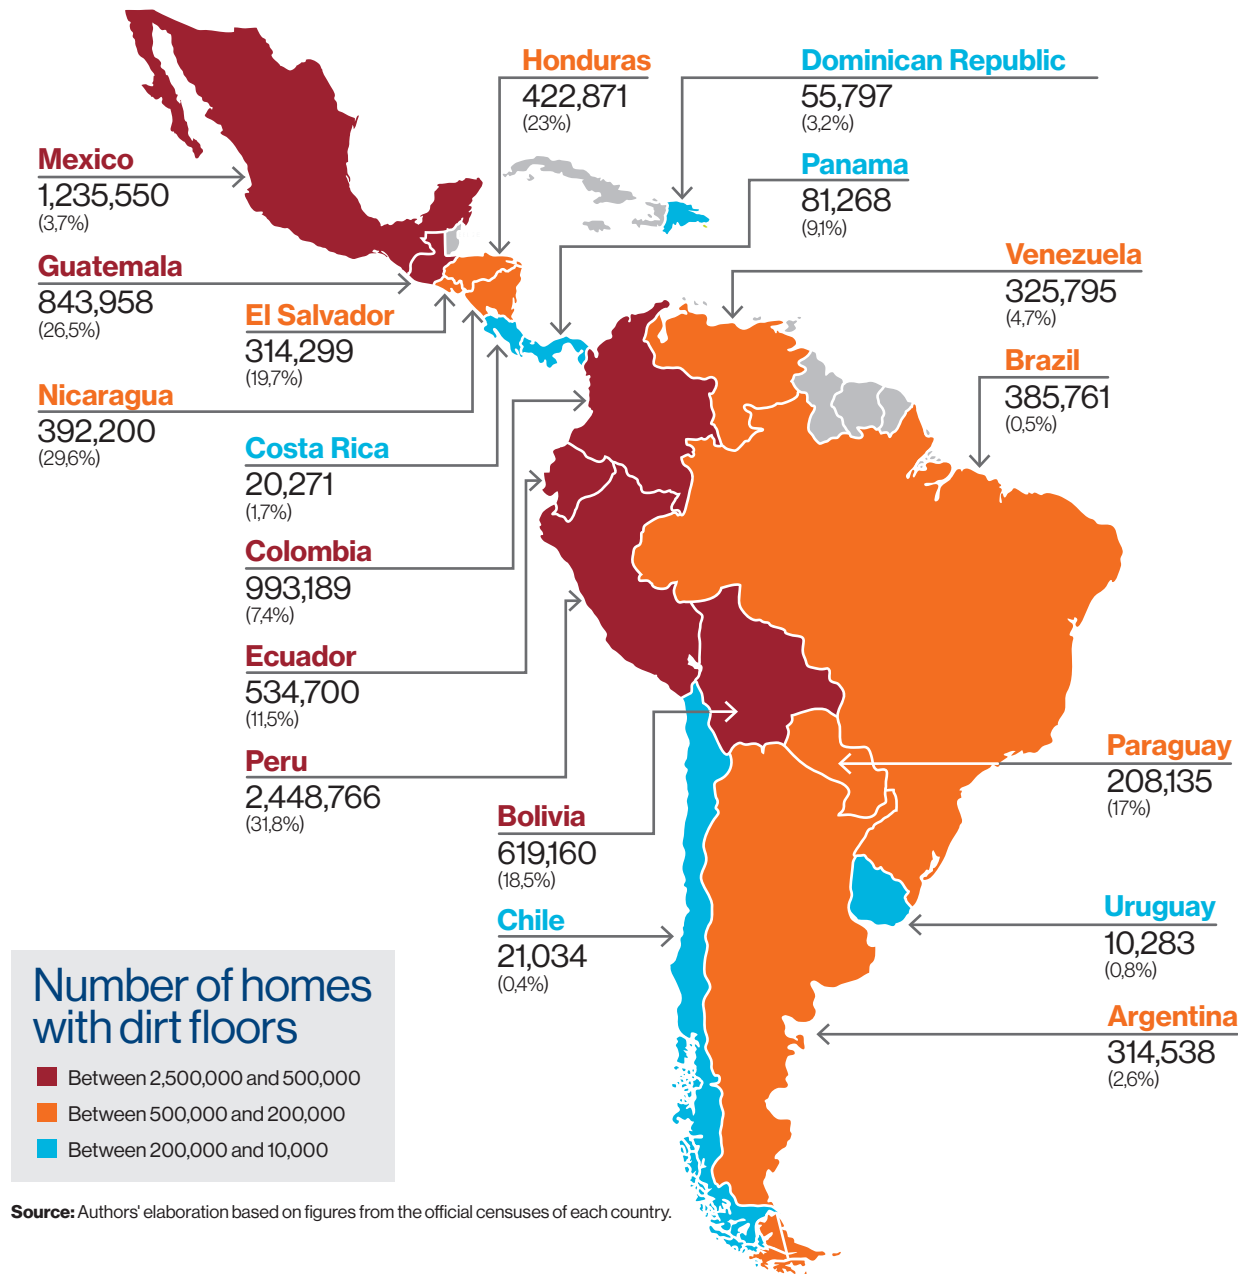 Honduras
422,871
(23%)
Dominican Republic
55,797
(3,2%)
Mexico
1,235,550
(3,7%)
Panama
81,268
(9,1%)
Guatemala
843,958
(26,5%)
Venezuela
325,795
(4,7%)
El Salvador
314,299
(19,7%)
Brazil
385,761
(0,5%)
Nicaragua
392,200
(29,6%)
Costa Rica
20,271
(1,7%)
Colombia
993,189
(7,4%)
Ecuador
534,700
(11,5%)
Peru
2,448,766
(31,8%)
Paraguay
208,135
(17%)
Bolivia
619,160
(18,5%)
Chile
21,034
(0,4%)
Uruguay
10,283
(0,8%)
Argentina
314,538
(2,6%)
Number of homes
with dirt floors
Between 2,500,000 and 500,000
Between 500,000 and 200,000
Between 200,000 and 10,000
Source: Authors' elaboration based on figures from the official censuses of each country.